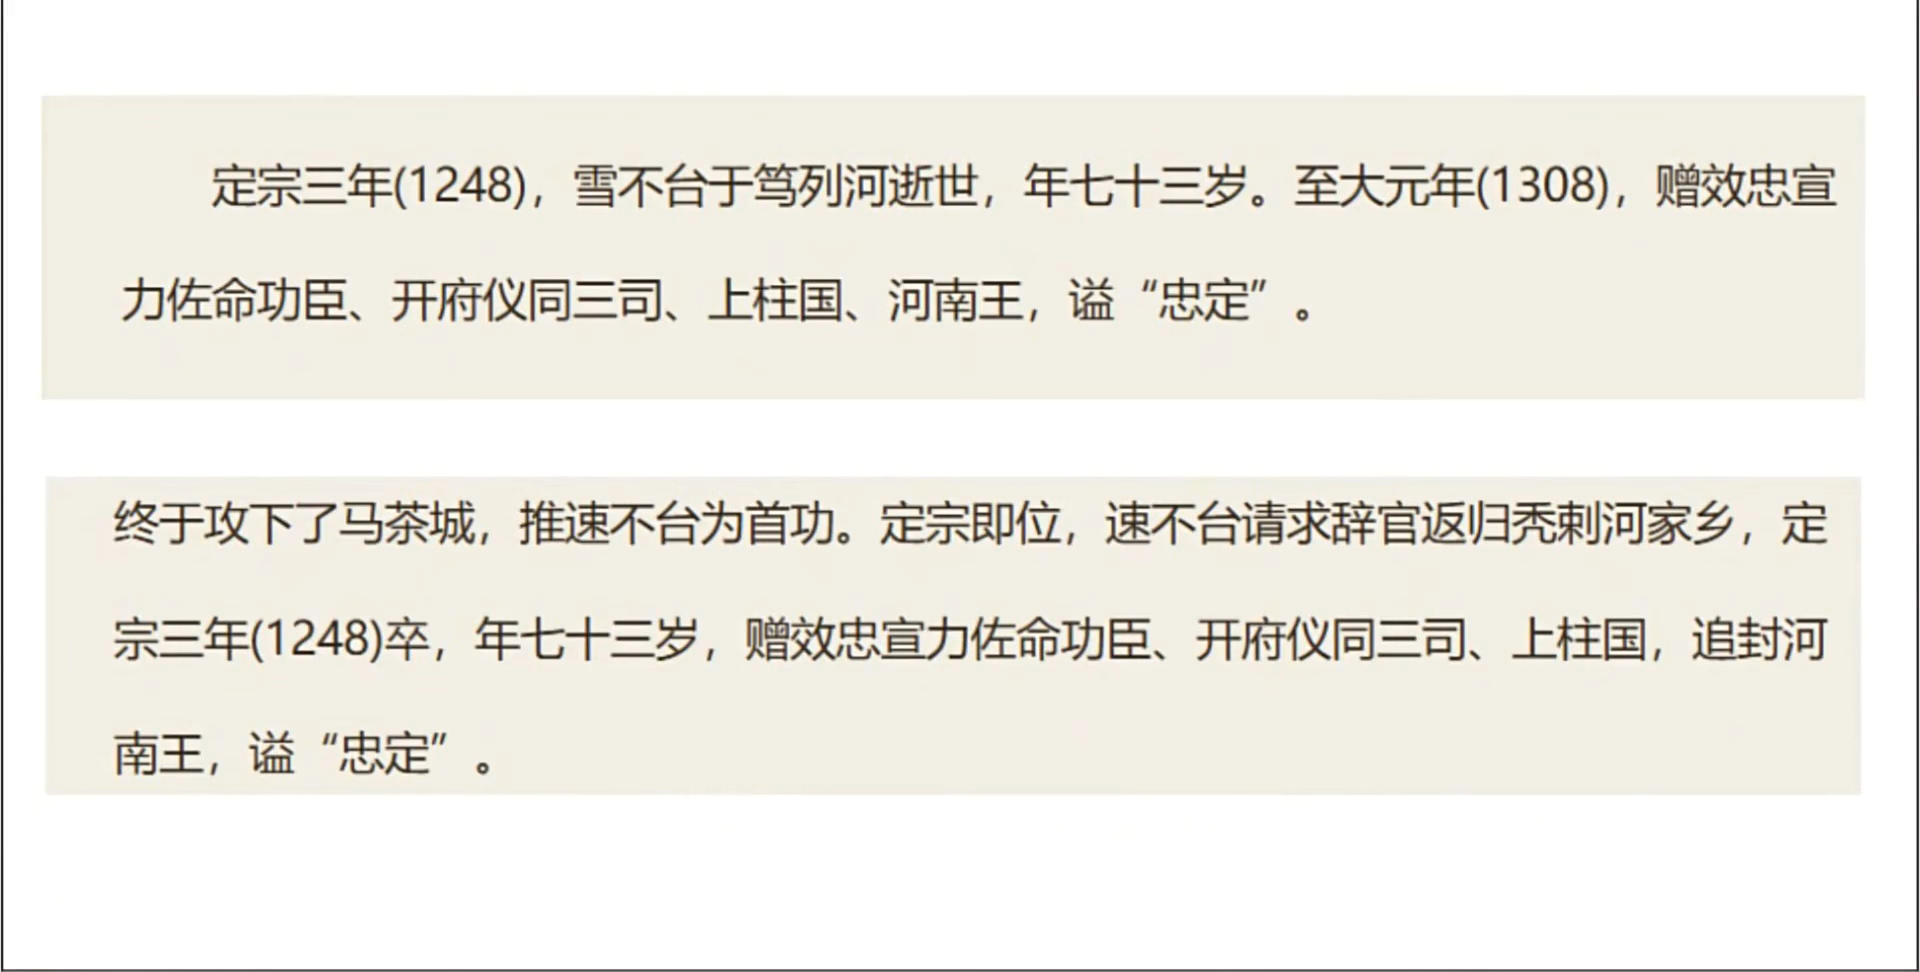 定宗三年(1248)，雪不台于笃列河逝世，年七十三岁。至大元年(1308)，赠效忠宣
力佐命功臣、开府仪同三司、上柱国、河南王，谥“忠定”。
终于攻下了马茶城，推速不台为首功。定宗即位，速不台请求辞官返归秃剌河家乡，定
宗三年(1248)卒，年七十三岁，赠效忠宣力佐命功臣、开府仪同三司、上柱国，追封河
南王，谥“忠定”。